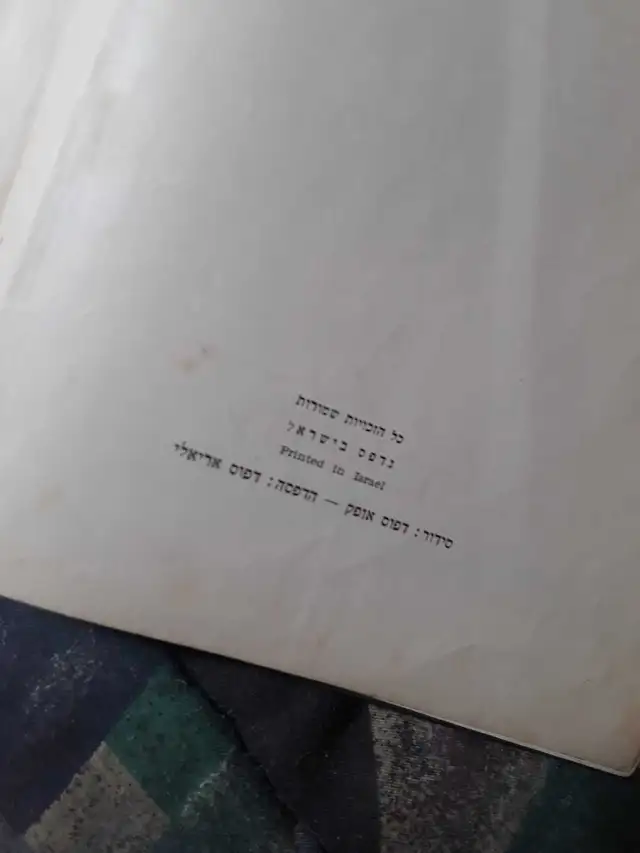 כל הזכויות שמורות
נדפס בישראל
Printed in Israel
סידור: דפוס אופק — הדפסה: דפוס אריאלי